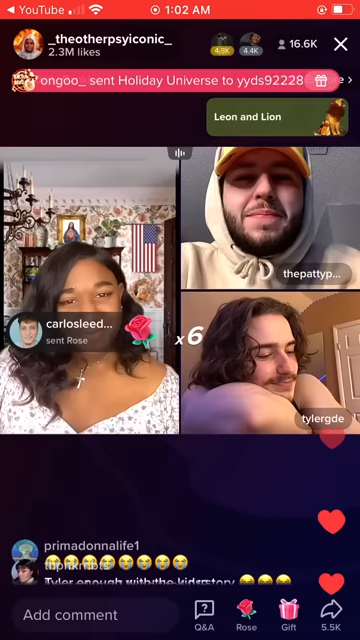 YouTube
1:02 AM
_theotherpsyiconic_
2.3M likes
4.8K
4.4K
16.6K
ongoo_ sent Holiday Universe to yyds92228
Leon and Lion
thepattyp...
carlosleed...
sent Rose
x 6
tylergde
primadonnalife1
😭😭😭😭😭😭😭
Tyler enough with the kids story 😭😭😭
Add comment
Q&A
Rose
Gift
5.5K